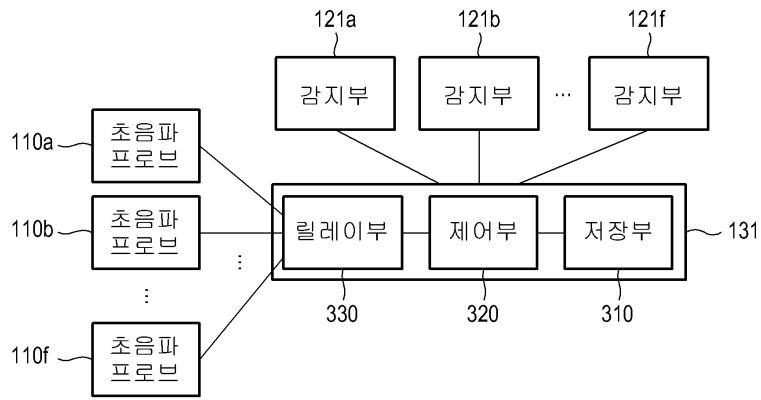 121a
121b
121f
감지부
감지부
...
감지부
110a
초음파
프로브
110b
초음파
프로브
...
릴레이부
제어부
저장부
131
...
330
320
310
110f
초음파
프로브